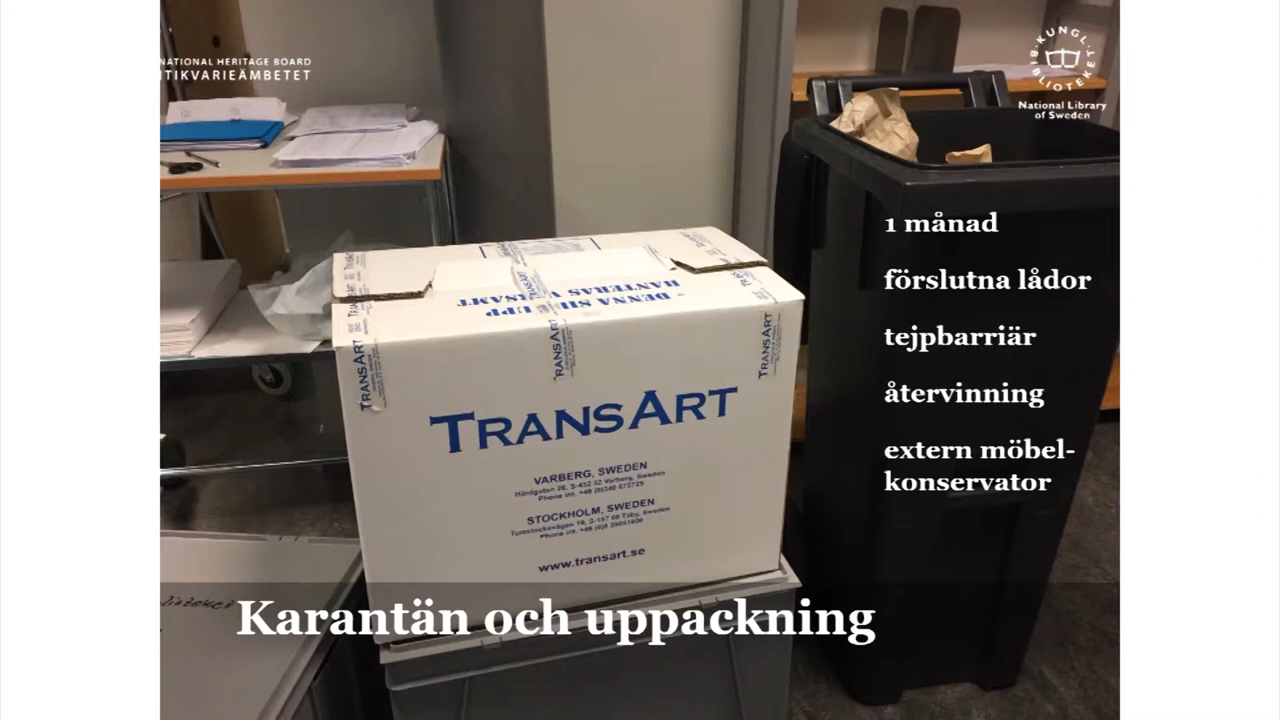 NATIONAL HERITAGE BOARD
TIKVARIEÄMBETET
KUNGL. BIBLIOTEKET
National Library
of Sweden
1 månad
förslutna lådor
tejpbarriär
återvinning
extern möbel-
konservator
DENNA UPP
HANTERAS VARSAMT
TRANSART
TRANSART
TRANSART
TRANSART
VARBERG, SWEDEN
STOCKHOLM, SWEDEN
www.transart.se
Karantän och uppackning